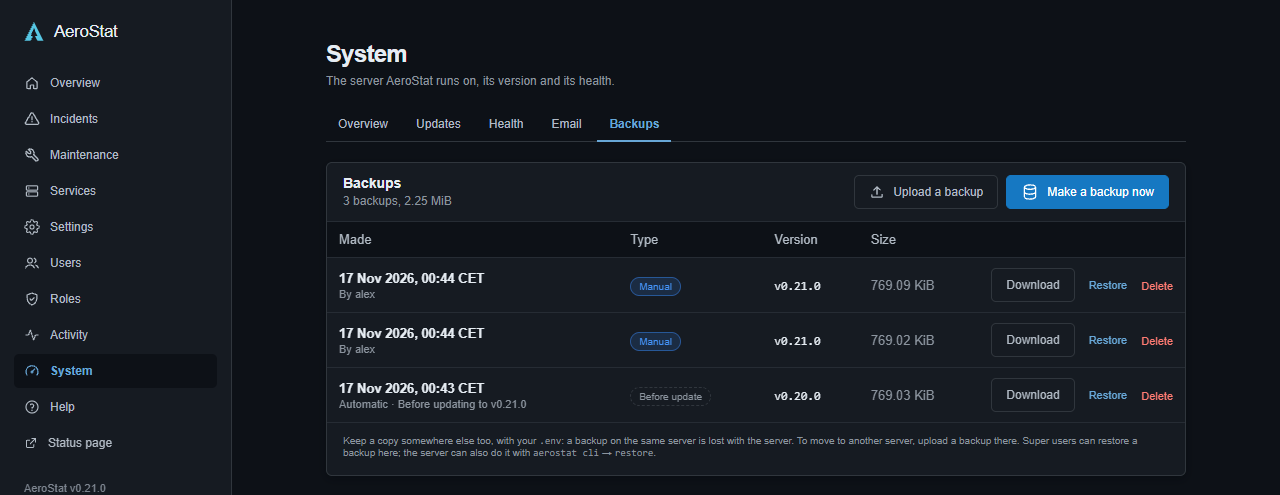 AeroStat
Overview
Incidents
Maintenance
Services
Settings
Users
Roles
Activity
System
Help
Status page
AeroStat v0.21.0
System
The server AeroStat runs on, its version and its health.
Overview Updates Health Email Backups
Backups
3 backups, 2.25 MiB
Upload a backup
Make a backup now
Made Type Version Size
17 Nov 2026, 00:44 CET
By alex
Manual v0.21.0 769.09 KiB Download Restore Delete
17 Nov 2026, 00:44 CET
By alex
Manual v0.21.0 769.02 KiB Download Restore Delete
17 Nov 2026, 00:43 CET
Automatic · Before updating to v0.21.0
Before update v0.20.0 769.03 KiB Download Restore Delete
Keep a copy somewhere else too, with your .env: a backup on the same server is lost with the server. To move to another server, upload a backup there. Super users can restore a
backup here; the server can also do it with aerostat cli → restore.